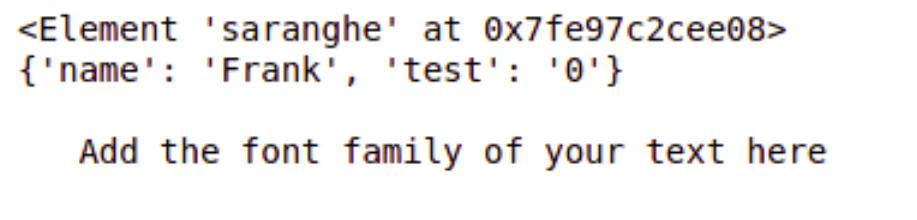 <Element 'saranghe' at 0x7fe97c2cee08>
{'name': 'Frank', 'test': '0'}
Add the font family of your text here